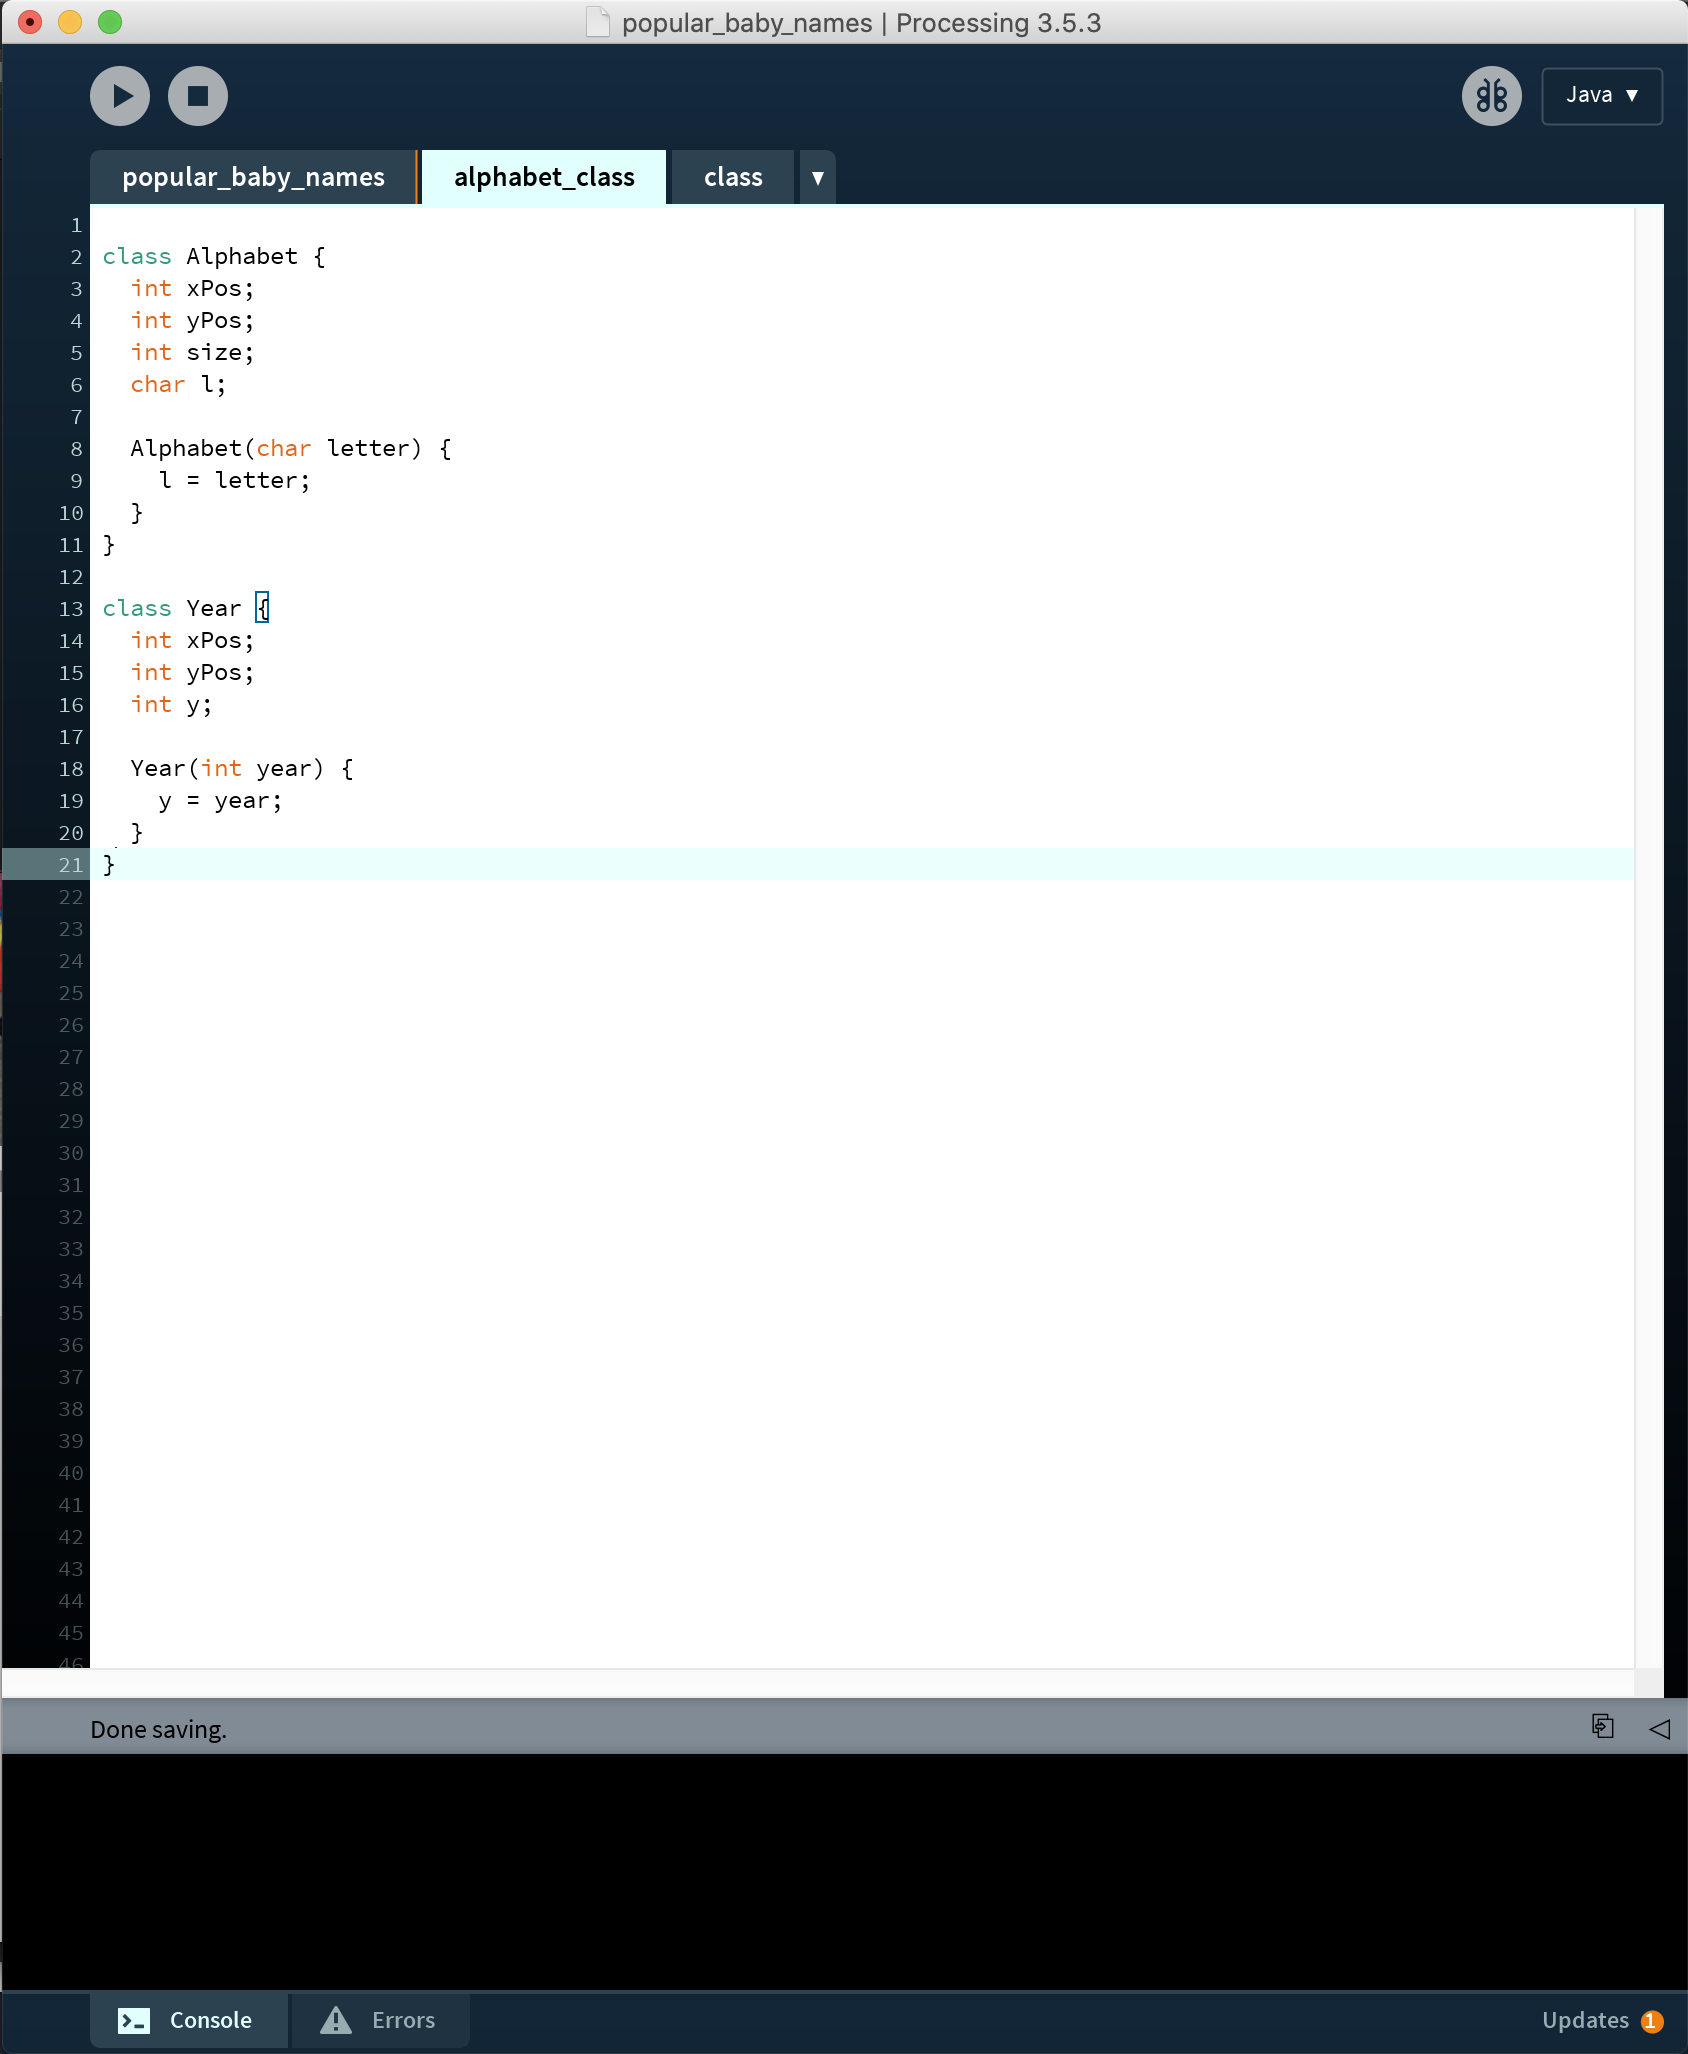 popular_baby_names | Processing 3.5.3
Java ▼
popular_baby_names alphabet_class class ▼
1
2 class Alphabet {
3   int xPos;
4   int yPos;
5   int size;
6   char l;
7
8   Alphabet(char letter) {
9     l = letter;
10   }
11 }
12
13 class Year {
14   int xPos;
15   int yPos;
16   int y;
17
18   Year(int year) {
19     y = year;
20   }
21 }
22
23
24
25
26
27
28
29
30
31
32
33
34
35
36
37
38
39
40
41
42
43
44
45
46
Done saving.
Console Errors Updates 1